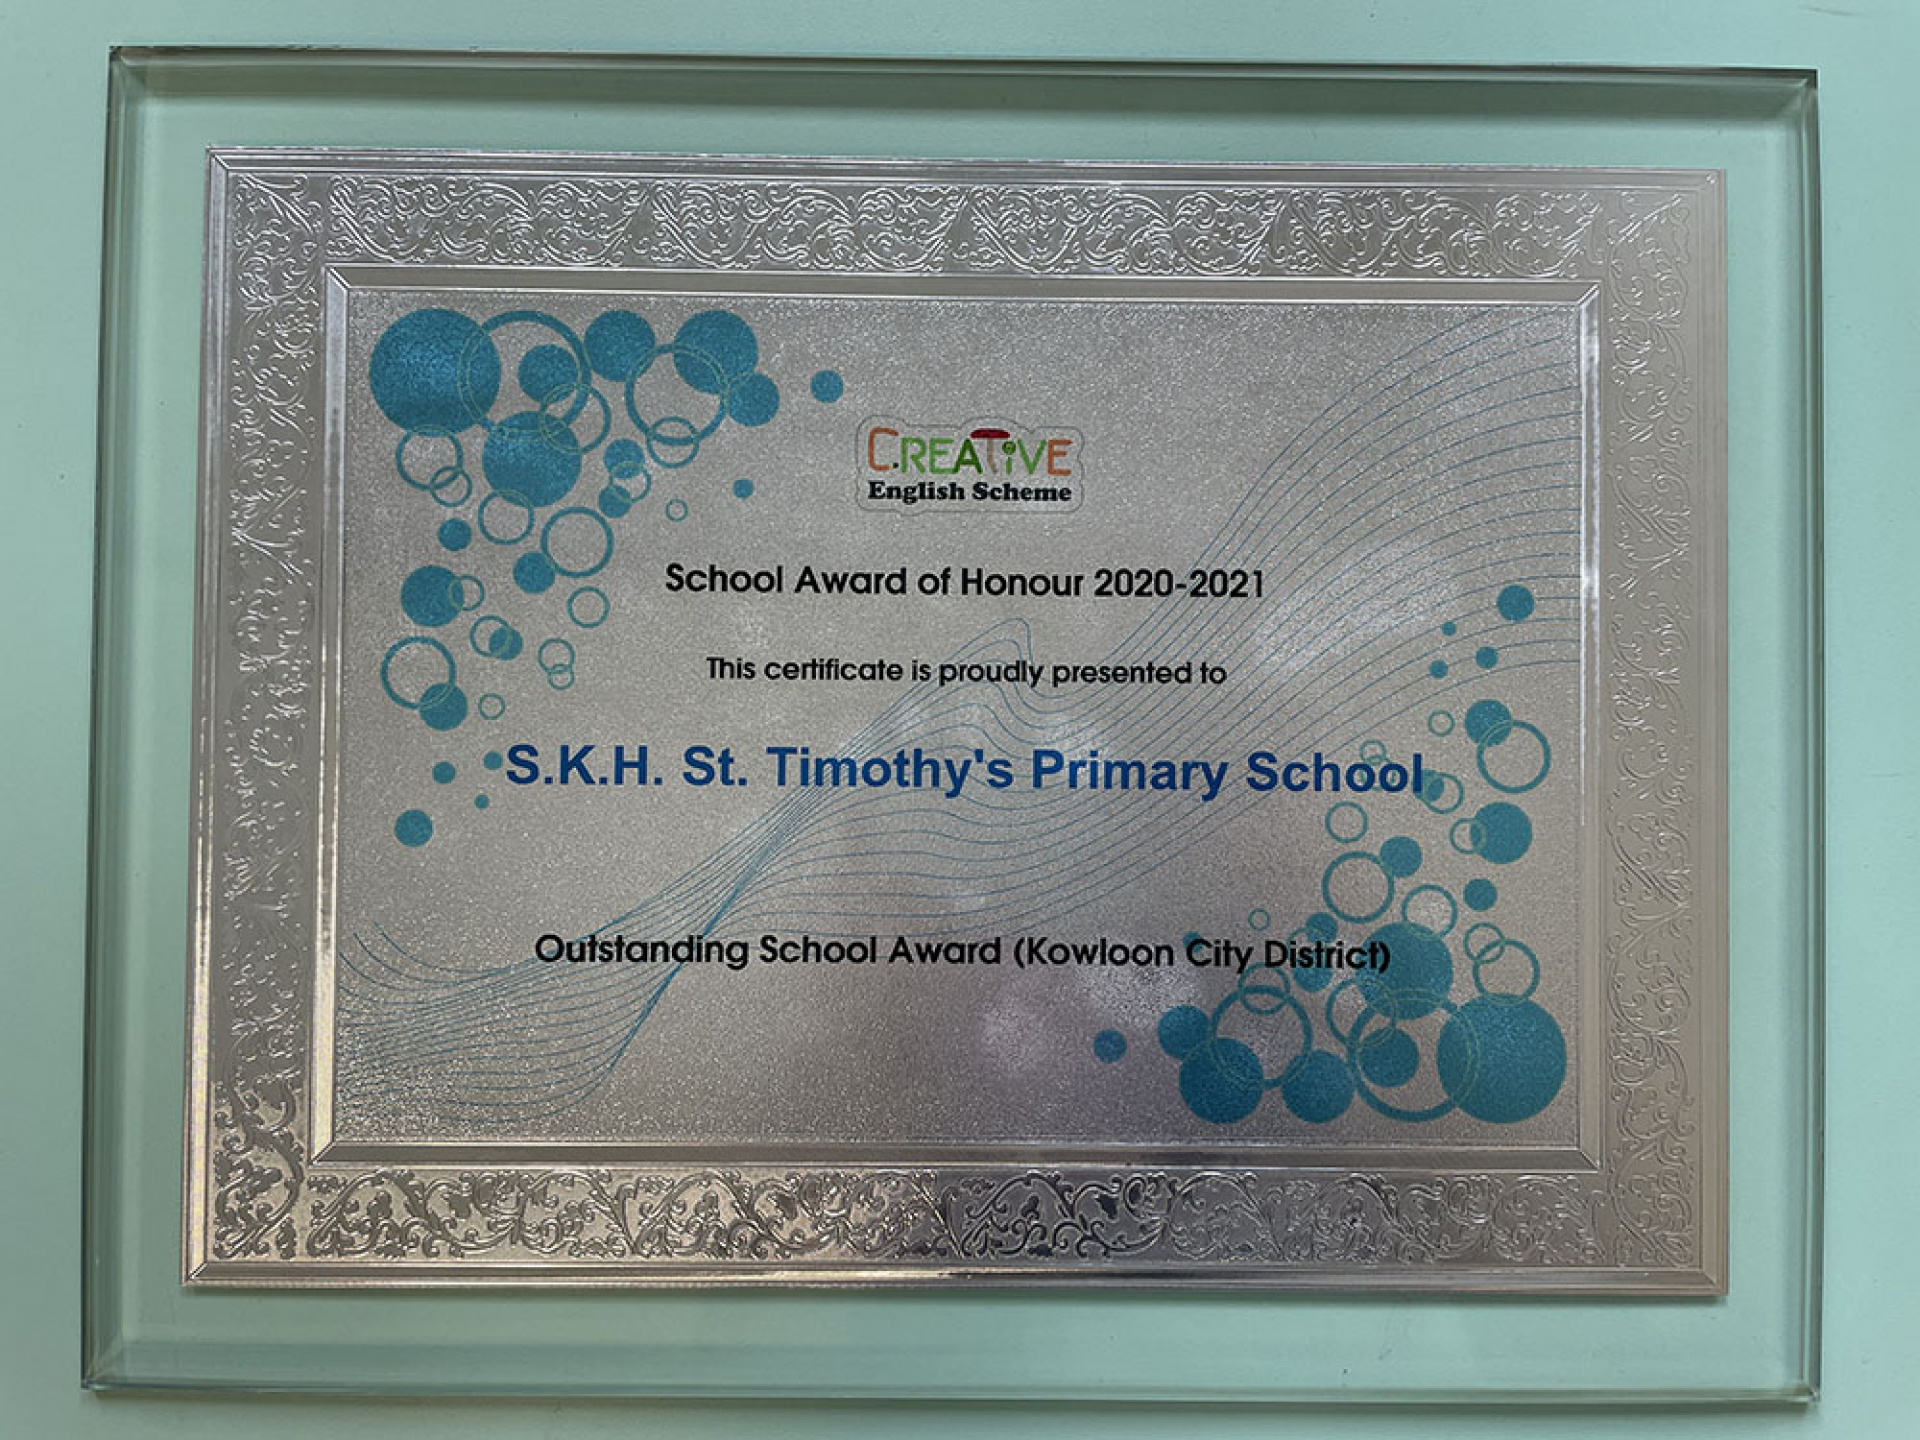 C.REATiVE
English Scheme
School Award of Honour 2020-2021
This certificate is proudly presented to
S.K.H. St. Timothy's Primary School
Outstanding School Award (Kowloon City District)